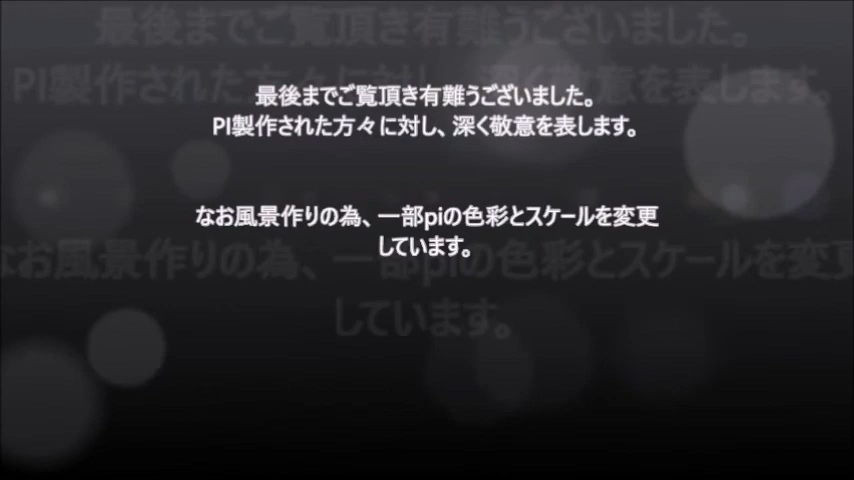 最後までご覧頂き有難うございました。
PI製作された方々に対し、深く敬意を表します。
なお風景作りの為、一部piの色彩とスケールを変更
しています。